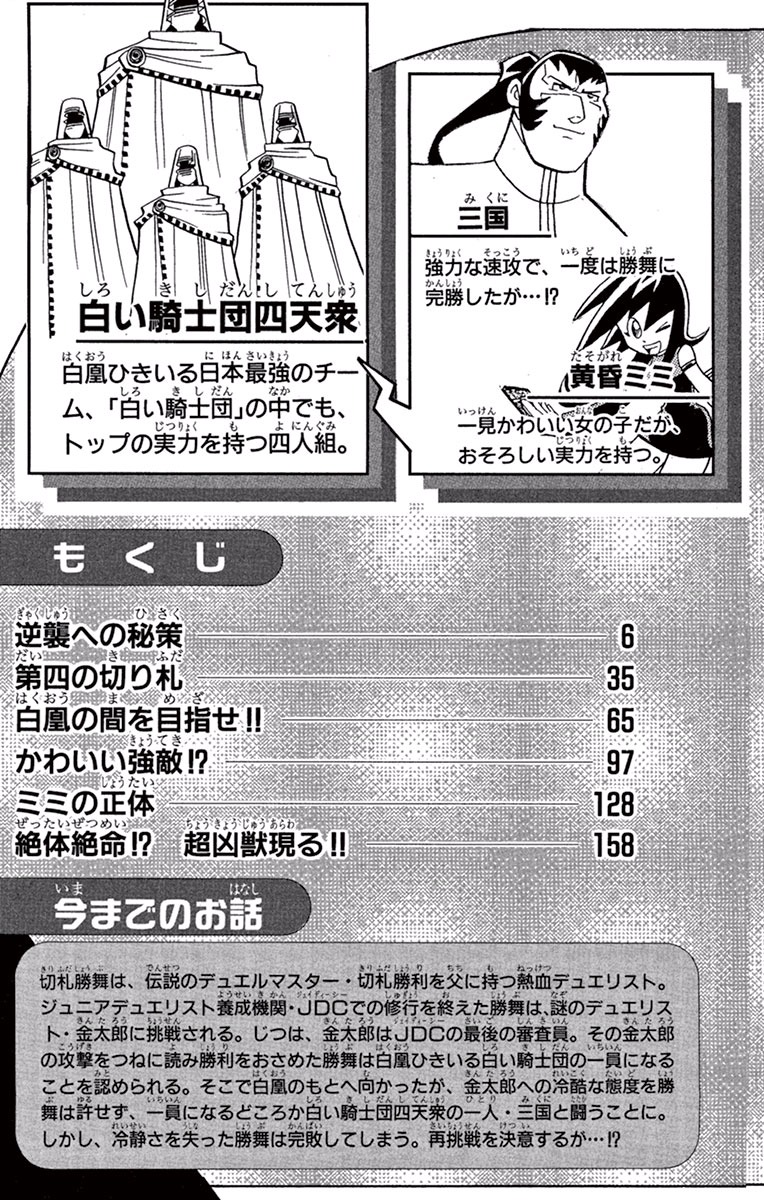 三国
強力な速攻で、一度は勝舞に
完勝したが…!?
黄昏ミミ
一見かわいい女の子だが、
おそろしい実力を持つ。
白い騎士団四天衆
白凰ひきいる日本最強のチー
ム、「白い騎士団」の中でも、
トップの実力を持つ四人組。
もくじ
逆襲への秘策 6
第四の切り札 35
白凰の間を目指せ!! 65
かわいい強敵!? 97
ミミの正体 128
絶体絶命!? 超凶獣現る!! 158
今までのお話
切札勝舞は、伝説のデュエルマスター・切札勝利を父に持つ熱血デュエリスト。
ジュニアデュエリスト養成機関・JDCでの修行を終えた勝舞は、謎のデュエリス
ト・金太郎に挑戦される。じつは、金太郎はJDCの最後の審査員。その金太郎
の攻撃をつねに読み勝利をおさめた勝舞は白凰ひきいる白い騎士団の一員になる
ことを認められる。そこで白凰のもとへ向かったが、金太郎への冷酷な態度を勝
舞は許せず、一員になるどころか白い騎士団四天衆の一人・三国と闘うことに。
しかし、冷静さを失った勝舞は完敗してしまう。再挑戦を決意するが…!?